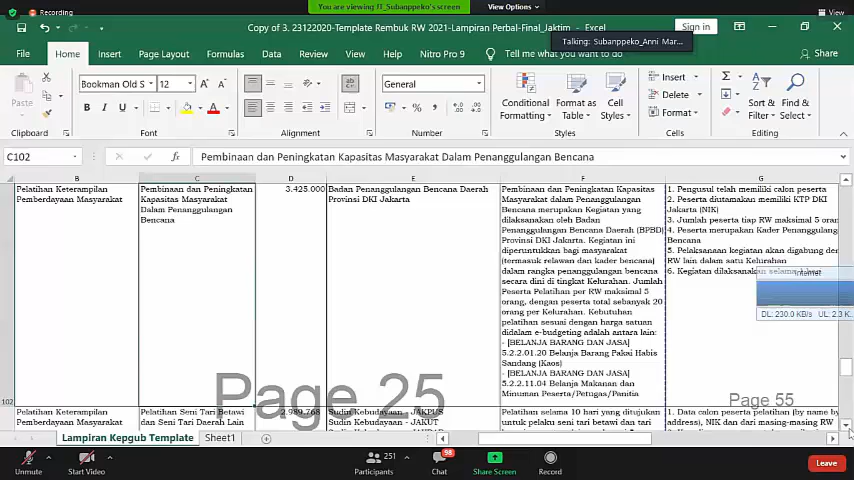 Recording
You are viewing IT_Subanppeko's screen
View Options
View
Copy of 3. 23122020-Template Rembuk RW 2021-Lampiran Perbal-Final_Jaktim - Excel
Sign in
Talking: Subanppeko_Anni Mar...
File Home Insert Page Layout Formulas Data Review View Nitro Pro 9 Tell me what you want to do Share
Paste
Bookman Old S 12
General
Conditional Formatting
Format as Table
Cell Styles
Insert
Delete
Format
Sort & Filter
Find & Select
Clipboard Font Alignment Number Styles Cells Editing
C102
Pembinaan dan Peningkatan Kapasitas Masyarakat Dalam Penanggulangan Bencana
B C D E F G
Pelatihan Keterampilan
Pemberdayaan Masyarakat
Pembinaan dan Peningkatan
Kapasitas Masyarakat
Dalam Penanggulangan
Bencana
3.425.000
Badan Penanggulangan Bencana Daerah
Provinsi DKI Jakarta
Pembinaan dan Peningkatan Kapasitas
Masyarakat dalam Penanggulangan
Bencana merupakan Kegiatan yang
dilaksanakan oleh Badan
Penanggulangan Bencana Daerah (BPBD)
Provinsi DKI Jakarta. Kegiatan ini
diperuntukkan bagi masyarakat
(termasuk relawan dan kader bencana)
dalam rangka penanggulangan bencana
secara dini di tingkat Kelurahan. Jumlah
Peserta Pelatihan per RW maksimal 5
orang, dengan peserta total sebanyak 20
orang per Kelurahan. Kebutuhan
pelatihan sesuai dengan harga satuan
didalam e-budgeting adalah antara lain:
- [BELANJA BARANG DAN JASA]
5.2.2.01.20 Belanja Barang Pakai Habis
Sandang (Kaos)
- [BELANJA BARANG DAN JASA]
5.2.2.11.04 Belanja Makanan dan
Minuman Peserta/Petugas/Panitia
1. Pengusul telah memiliki calon peserta
2. Peserta diutamakan memiliki KTP DKI
Jakarta (NIK)
3. Jumlah peserta tiap RW maksimal 5 oran
4. Peserta merupakan Kader Penanggulanga
Bencana
5. Pelaksanaan kegiatan akan digabung den
RW lain dalam satu Kelurahan
6. Kegiatan dilaksanakan selama 1 hari
Internet
DL: 230.0 KB/s UL: 2.3 K...
Page 25
Page 55
102
Pelatihan Keterampilan
Pemberdayaan Masyarakat
Pelatihan Seni Tari Betawi
dan Seni Tari Daerah Lain
2.989.768
Sudin Kebudayaan - JAKPUS
Sudin Kebudayaan - JAKUT
Pelatihan selama 10 hari yang ditujukan
untuk pelaku seni tari betawi dan seni tari
1. Data calon peserta pelatihan (by name by
address), NIK dan dari masing-masing RW
Lampiran Kepgub Template Sheet1
Unmute
Start Video
251
Participants
98
Chat
Share Screen
Record
Leave